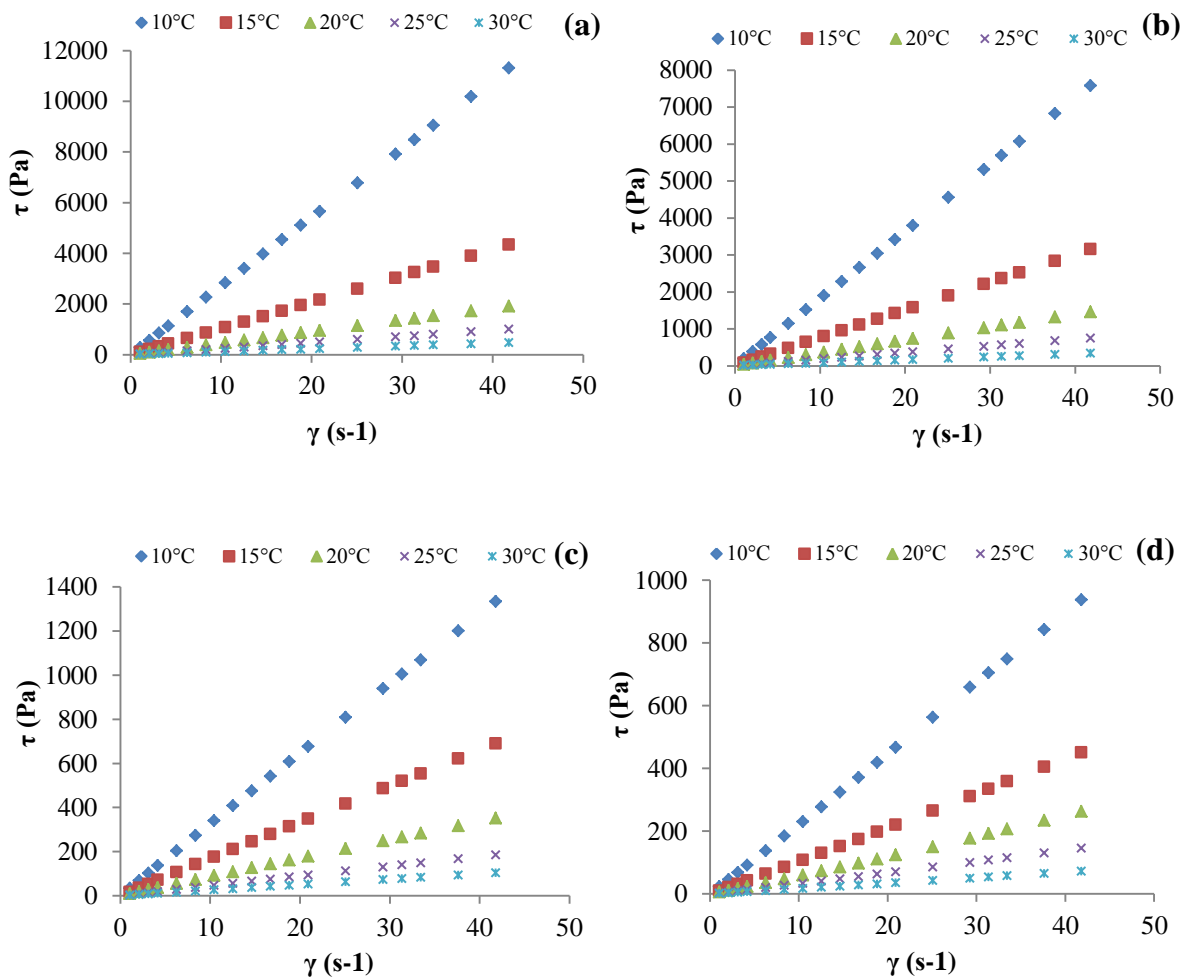 10°C 15°C 20°C 25°C 30°C (a)
12000
10000
8000
6000
4000
2000
0
τ (Pa)
0 10 20 30 40 50
γ (s-1)
10°C 15°C 20°C 25°C 30°C (b)
8000
7000
6000
5000
4000
3000
2000
1000
0
τ (Pa)
0 10 20 30 40 50
γ (s-1)
10°C 15°C 20°C 25°C 30°C (c)
1400
1200
1000
800
600
400
200
0
τ (Pa)
0 10 20 30 40 50
γ (s-1)
10°C 15°C 20°C 25°C 30°C (d)
1000
800
600
400
200
0
τ (Pa)
0 10 20 30 40 50
γ (s-1)